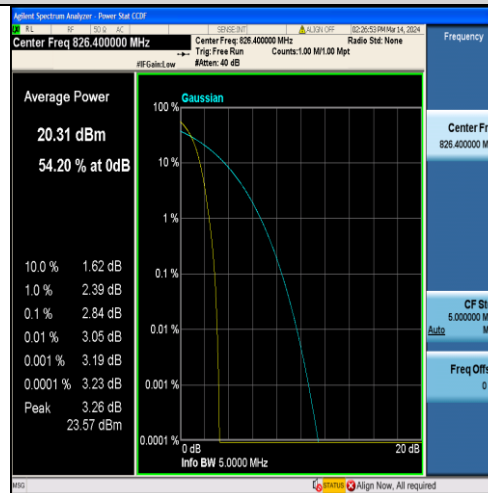 Agilent Spectrum Analyzer - Power Stat CCDF
RL RF 50 Ω AC SENSE:INT ALIGN OFF 02:26:53 PM Mar 14, 2024
Center Freq 826.400000 MHz
Center Freq: 826.400000 MHz Radio Std: None
Trig: Free Run Counts:1.00 M/1.00 Mpt
#IFGain:Low #Atten: 40 dB
Frequency
Average Power
20.31 dBm
54.20 % at 0dB
10.0 % 1.62 dB
1.0 % 2.39 dB
0.1 % 2.84 dB
0.01 % 3.05 dB
0.001 % 3.19 dB
0.0001 % 3.23 dB
Peak 3.26 dB
23.57 dBm
Gaussian
100 %
10 %
1 %
0.1 %
0.01 %
0.001 %
0.0001 %
0 dB 20 dB
Info BW 5.0000 MHz
Center Fr
826.400000 M
CF St
5.000000 M
Auto M
Freq Offs
0
MSG STATUS Align Now, All required